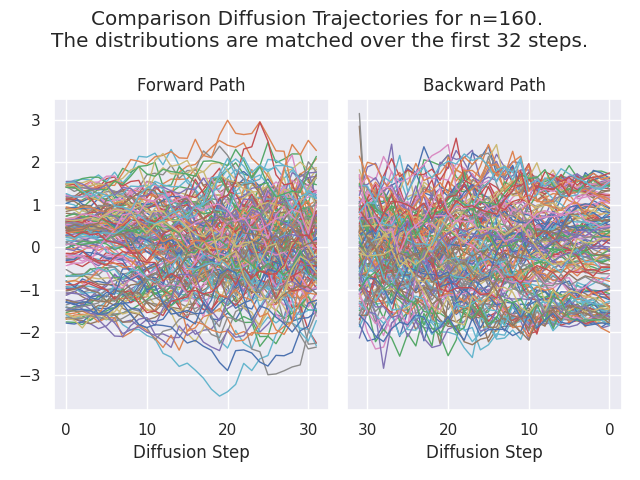 Comparison Diffusion Trajectories for n=160.
The distributions are matched over the first 32 steps.
Forward Path
Backward Path
3
2
1
0
−1
−2
−3
0 10 20 30
30 20 10 0
Diffusion Step
Diffusion Step